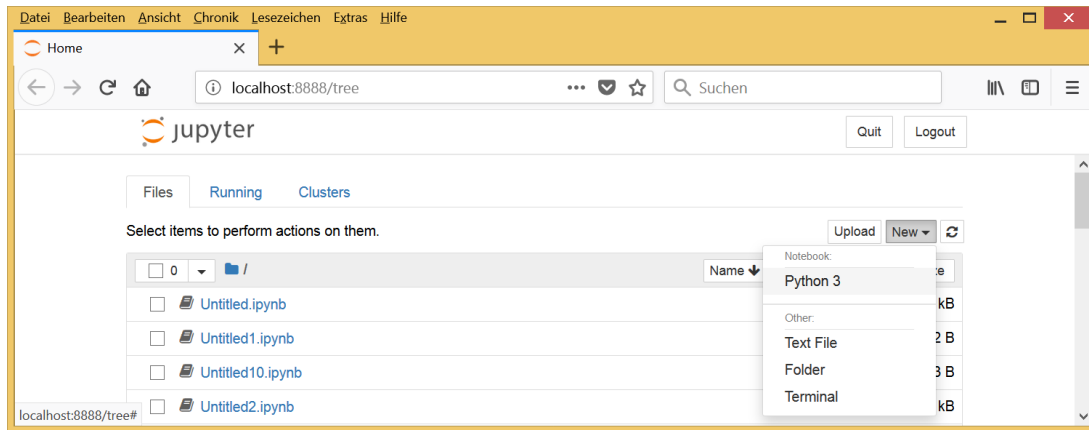 Datei Bearbeiten Ansicht Chronik Lesezeichen Extras Hilfe
Home
localhost:8888/tree
Suchen
jupyter
Quit Logout
Files Running Clusters
Select items to perform actions on them.
Upload New
Notebook:
0 / Name
Python 3
Untitled.ipynb kB
Other:
Untitled1.ipynb Text File
Untitled10.ipynb Folder
Terminal
Untitled2.ipynb kB
localhost:8888/tree#